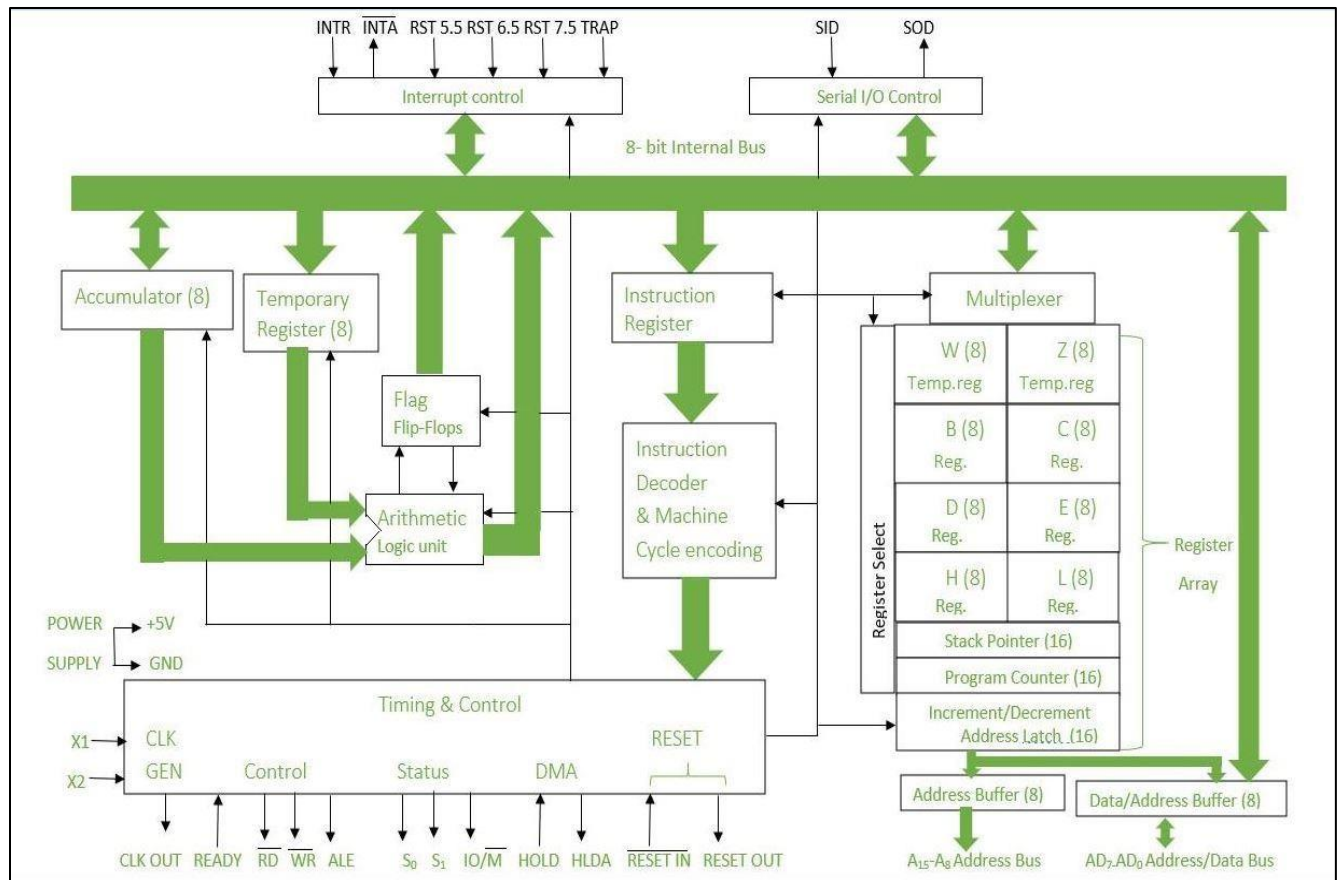 INTR INTA RST 5.5 RST 6.5 RST 7.5 TRAP
SID SOD
Interrupt control
Serial I/O Control
8- bit Internal Bus
Accumulator (8)
Temporary
Register (8)
Instruction
Register
Multiplexer
W (8)
Temp.reg
Z (8)
Temp.reg
Flag
Flip-Flops
B (8)
Reg.
C (8)
Reg.
Instruction
Decoder
& Machine
Cycle encoding
Arithmetic
Logic unit
D (8)
Reg.
E (8)
Reg.
Register Select
Register
Array
H (8)
Reg.
L (8)
Reg.
POWER +5V
SUPPLY GND
Stack Pointer (16)
Program Counter (16)
Increment/Decrement
Address Latch (16)
Timing & Control
X1 CLK RESET
X2 GEN Control Status DMA
Address Buffer (8)
Data/Address Buffer (8)
CLK OUT READY RD WR ALE S0 S1 IO/M HOLD HLDA RESET IN RESET OUT
A15-A8 Address Bus
AD7.AD0 Address/Data Bus